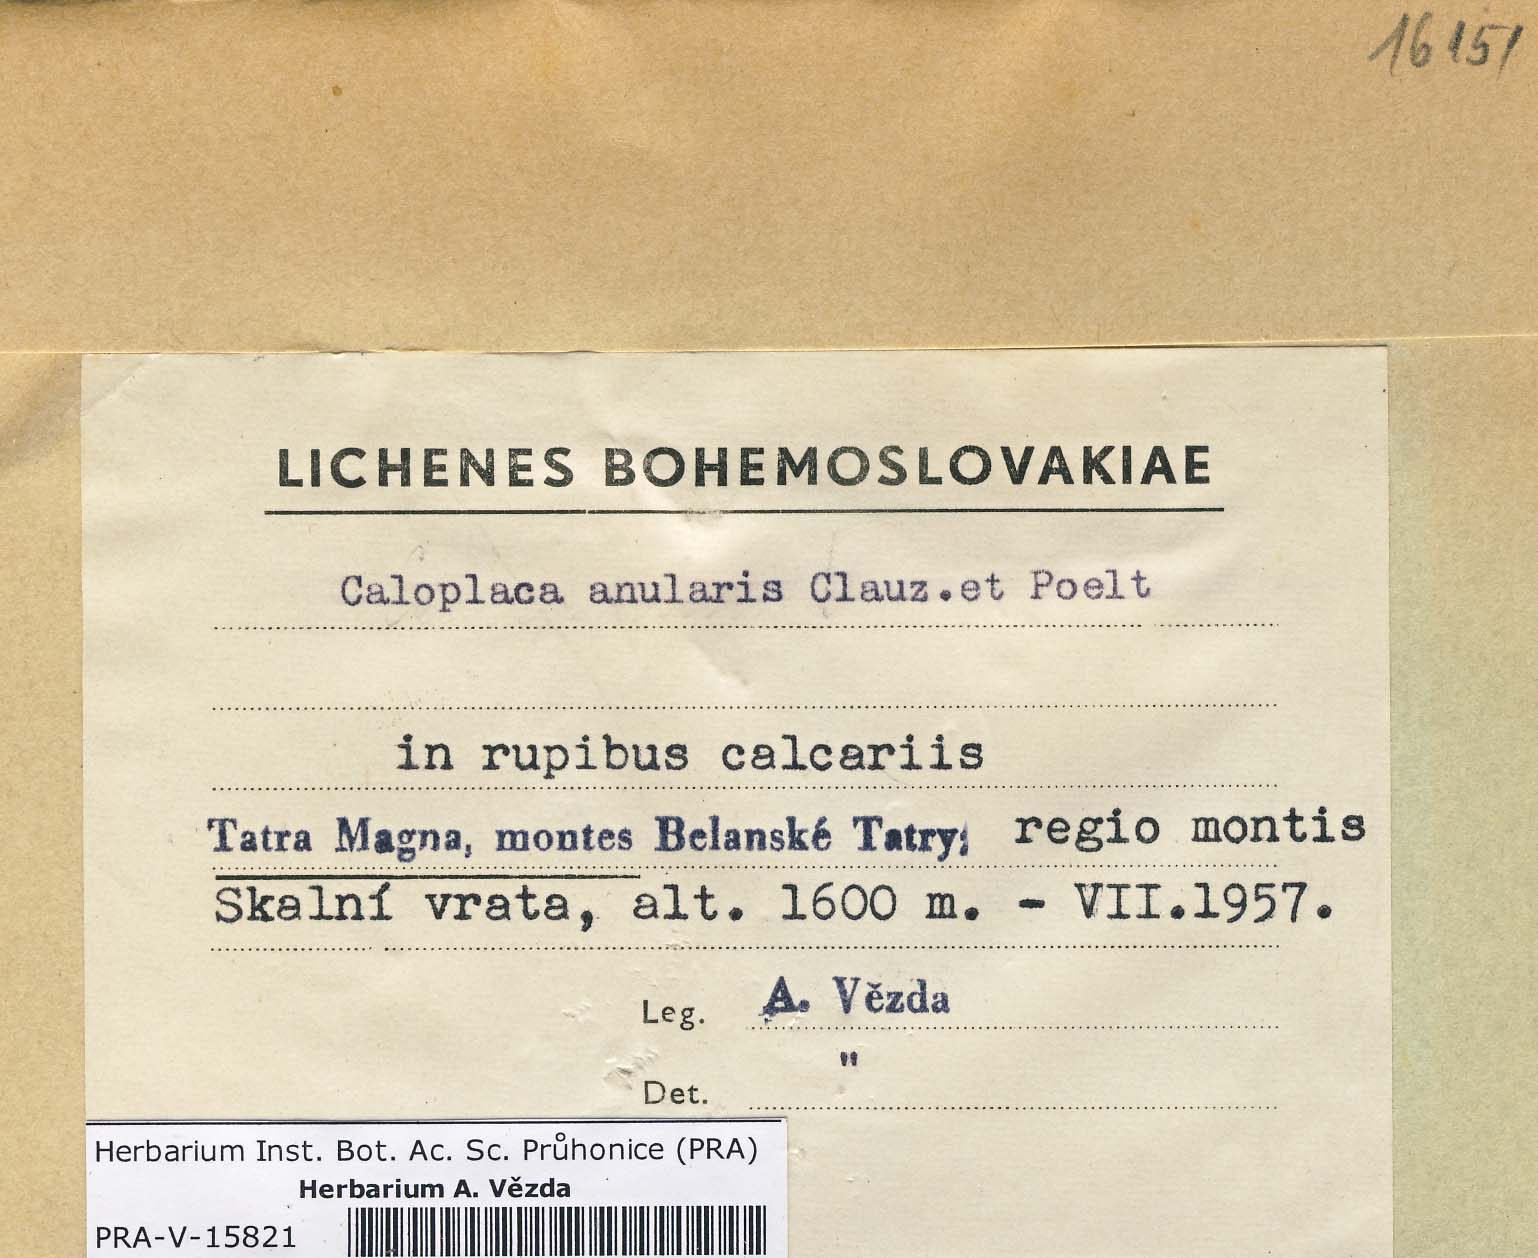 16151
LICHENES BOHEMOSLOVAKIAE
Caloplaca anularis Clauz.et Poelt
in rupibus calcariis
Tatra Magna, montes Belanské Tatry; regio montis
Skalní vrata, alt. 1600 m. - VII.1957.
Leg. A. Vězda
Det. "
Herbarium Inst. Bot. Ac. Sc. Průhonice (PRA)
Herbarium A. Vězda
PRA-V-15821